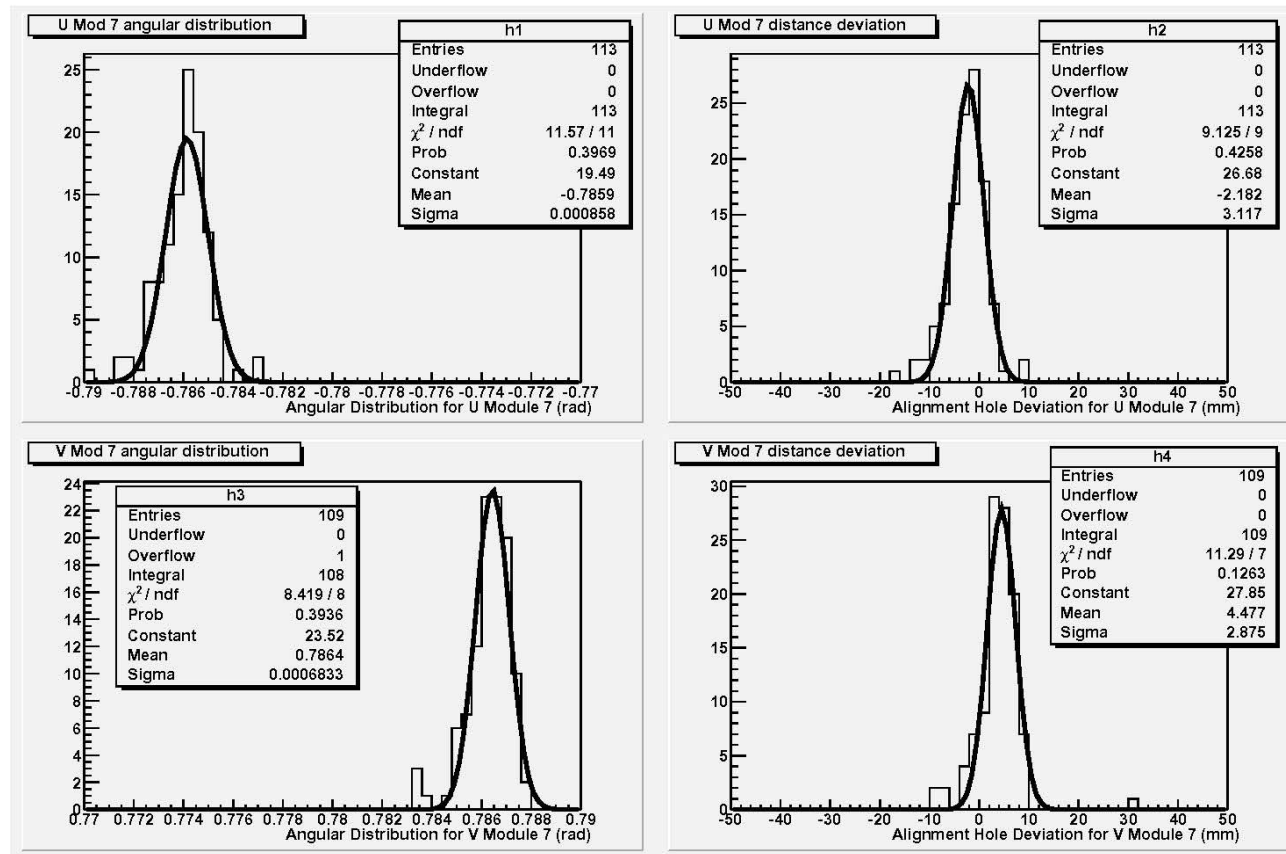 U Mod 7 angular distribution
h1
Entries 113
Underflow 0
Overflow 0
Integral 113
χ² / ndf 11.57 / 11
Prob 0.3969
Constant 19.49
Mean -0.7859
Sigma 0.000858
25
20
15
10
5
0
-0.79 -0.788 -0.786 -0.784 -0.782 -0.78 -0.778 -0.776 -0.774 -0.772 -0.77
Angular Distribution for U Module 7 (rad)
U Mod 7 distance deviation
h2
Entries 113
Underflow 0
Overflow 0
Integral 113
χ² / ndf 9.125 / 9
Prob 0.4258
Constant 26.68
Mean -2.182
Sigma 3.117
25
20
15
10
5
0
-50 -40 -30 -20 -10 0 10 20 30 40 50
Alignment Hole Deviation for U Module 7 (mm)
V Mod 7 angular distribution
h3
Entries 109
Underflow 0
Overflow 1
Integral 108
χ² / ndf 8.419 / 8
Prob 0.3936
Constant 23.52
Mean 0.7864
Sigma 0.0006833
24
22
20
18
16
14
12
10
8
6
4
2
0
0.77 0.772 0.774 0.776 0.778 0.78 0.782 0.784 0.786 0.788 0.79
Angular Distribution for V Module 7 (rad)
V Mod 7 distance deviation
h4
Entries 109
Underflow 0
Overflow 0
Integral 109
χ² / ndf 11.29 / 7
Prob 0.1263
Constant 27.85
Mean 4.477
Sigma 2.875
30
25
20
15
10
5
0
-50 -40 -30 -20 -10 0 10 20 30 40 50
Alignment Hole Deviation for V Module 7 (mm)